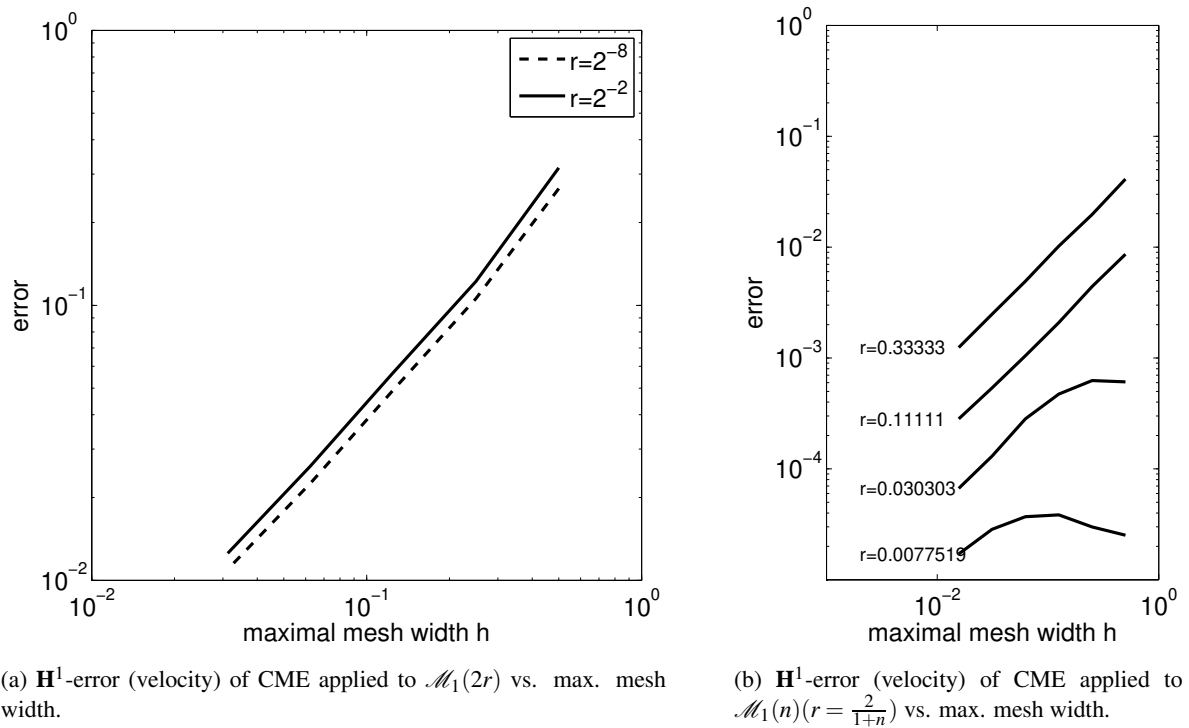 10^0
10^-1
10^-2
error
10^-2
10^-1
10^0
maximal mesh width h
r=2^-8
r=2^-2
(a) H^1-error (velocity) of CME applied to ℳ_1(2r) vs. max. mesh
width.
10^0
10^-1
10^-2
10^-3
10^-4
error
r=0.33333
r=0.11111
r=0.030303
r=0.0077519
10^-2
10^0
maximal mesh width h
(b) H^1-error (velocity) of CME applied to
ℳ_1(n)(r = 2/(1+n)) vs. max. mesh width.